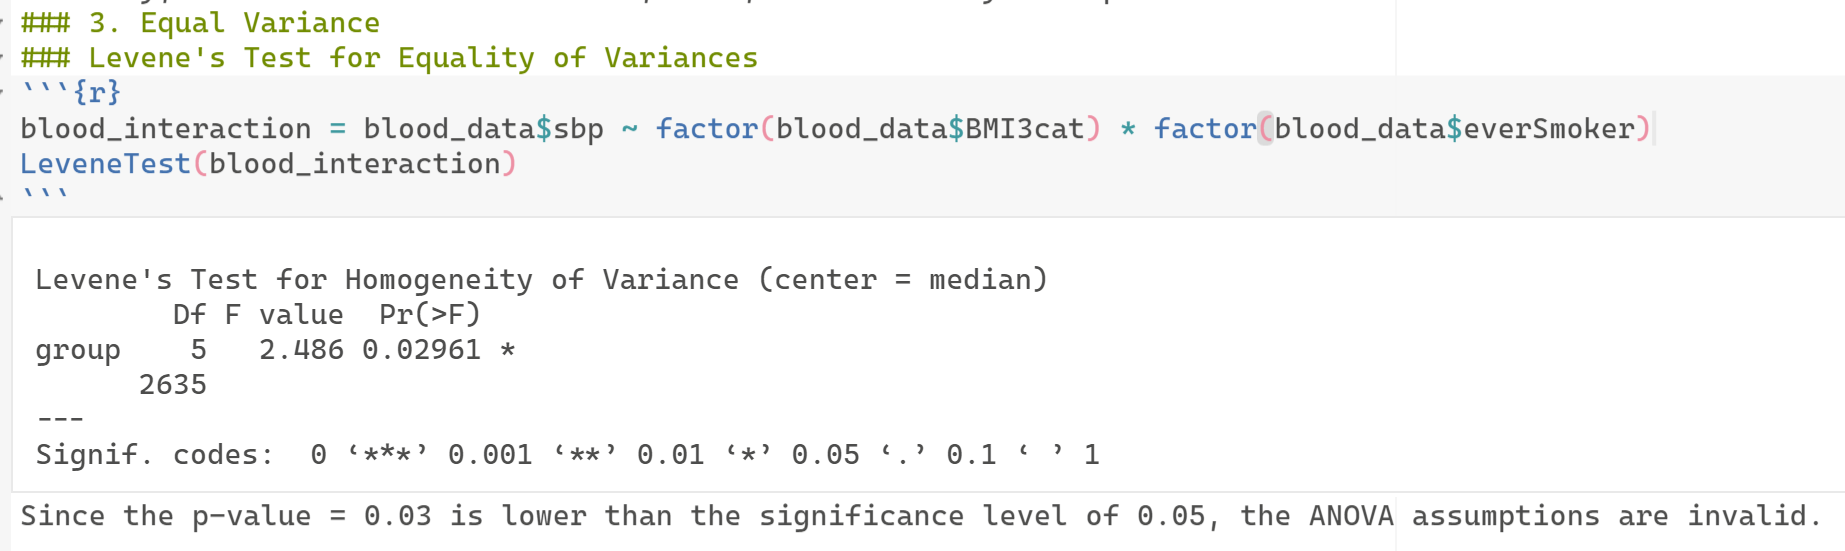 ### 3. Equal Variance
### Levene's Test for Equality of Variances
```{r}
blood_interaction = blood_data$sbp ~ factor(blood_data$BMI3cat) * factor(blood_data$everSmoker)
LeveneTest(blood_interaction)
```
Levene's Test for Homogeneity of Variance (center = median)
        Df F value  Pr(>F)
group    5   2.486 0.02961 *
      2635
---
Signif. codes:  0 ‘***’ 0.001 ‘**’ 0.01 ‘*’ 0.05 ‘.’ 0.1 ‘ ’ 1
Since the p-value = 0.03 is lower than the significance level of 0.05, the ANOVA assumptions are invalid.